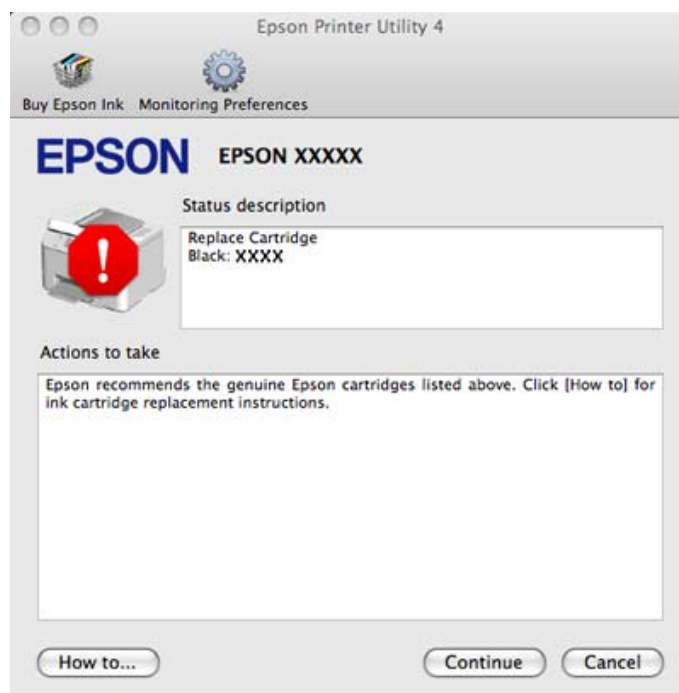 Epson Printer Utility 4
Buy Epson Ink Monitoring Preferences
EPSON EPSON XXXXX
Status description
Replace Cartridge
Black: XXXX
!
Actions to take
Epson recommends the genuine Epson cartridges listed above. Click [How to] for
ink cartridge replacement instructions.
How to... Continue Cancel